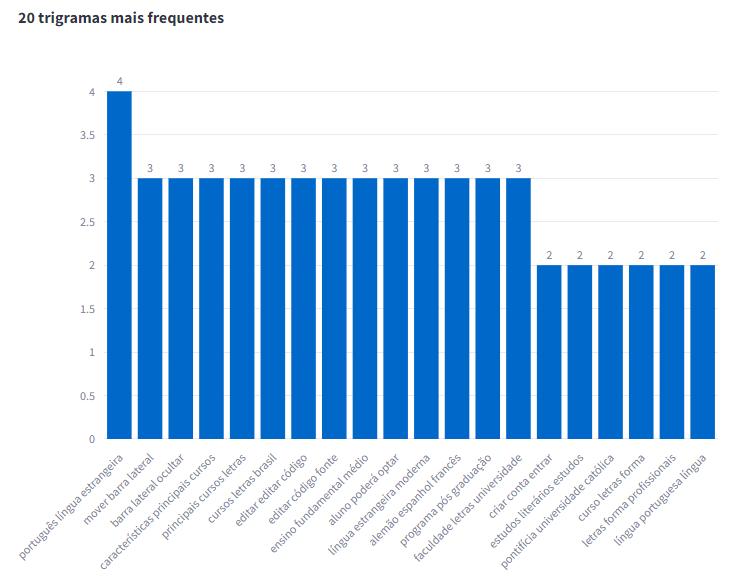 20 trigramas mais frequentes
4
3 3 3 3 3 3 3 3 3 3 3 3 3
2 2 2 2 2 2
4
3.5
3
2.5
2
1.5
1
0.5
0
português língua estrangeira
mover barra lateral
barra lateral ocultar
características principais cursos
principais cursos letras
cursos letras brasil
editar editar código
editar código fonte
ensino fundamental médio
aluno poderá optar
língua estrangeira moderna
alemão espanhol francês
programa pós graduação
faculdade letras universidade
criar conta entrar
estudos literários estudos
pontifícia universidade católica
curso letras forma
letras forma profissionais
língua portuguesa língua